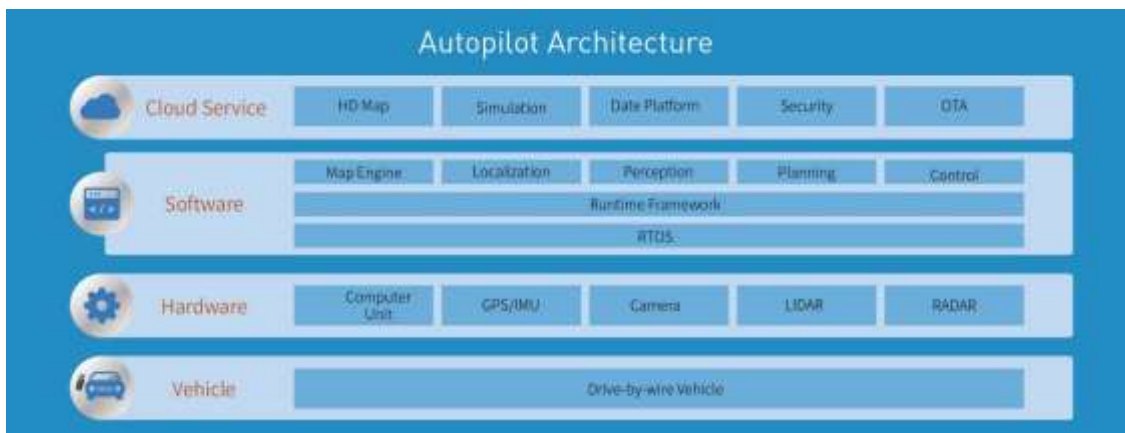 Autopilot Architecture
Cloud Service
HD Map
Simulation
Date Platform
Security
OTA
Software
Map Engine
Localization
Perception
Planning
Control
Runtime Framework
RTOS
Hardware
Computer
Unit
GPS/IMU
Camera
LIDAR
RADAR
Vehicle
Drive-by-wire Vehicle